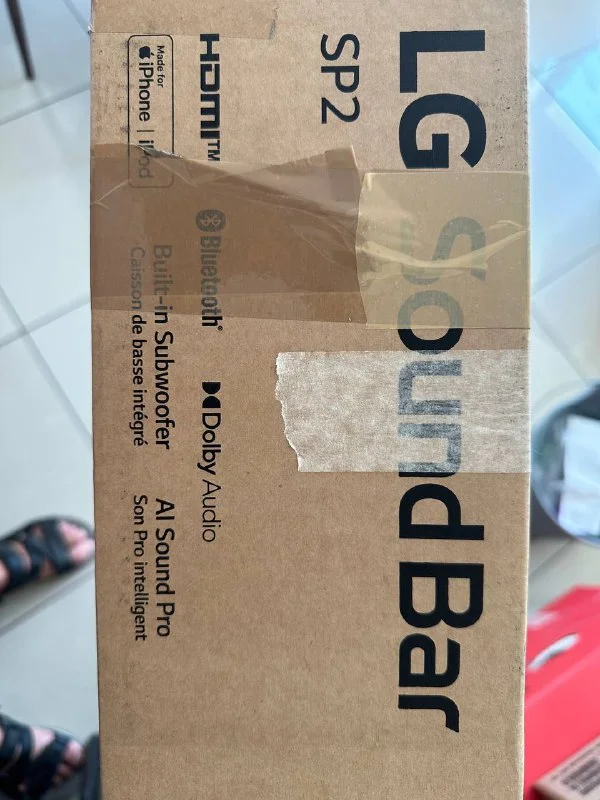 LG Sound Bar
SP2
HDMI™ Bluetooth® Dolby Audio
Made for
iPhone | iPod
Built-in Subwoofer
Caisson de basse intégré
AI Sound Pro
Son Pro intelligent